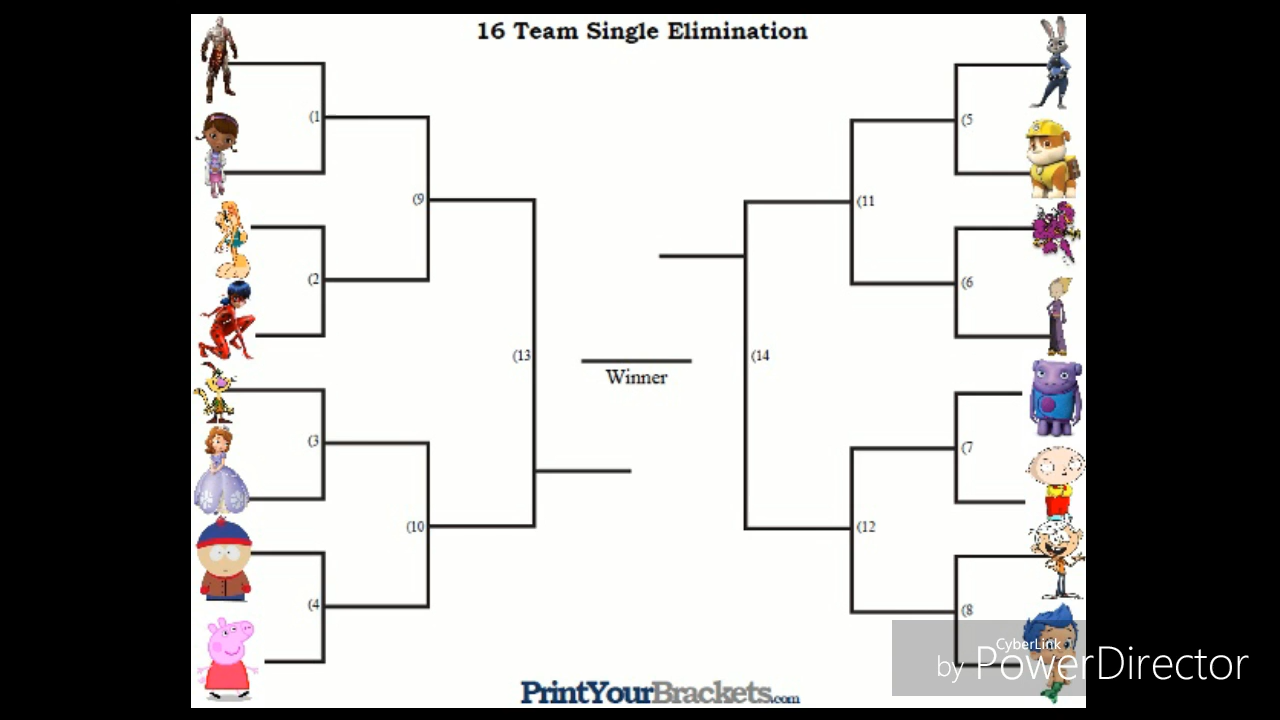 16 Team Single Elimination
(1
(5
(9
(11
(2
(6
(13
(14
Winner
(3
(7
(10
(12
(4
(8
CyberLink
by PowerDirector
PrintYourBrackets.com